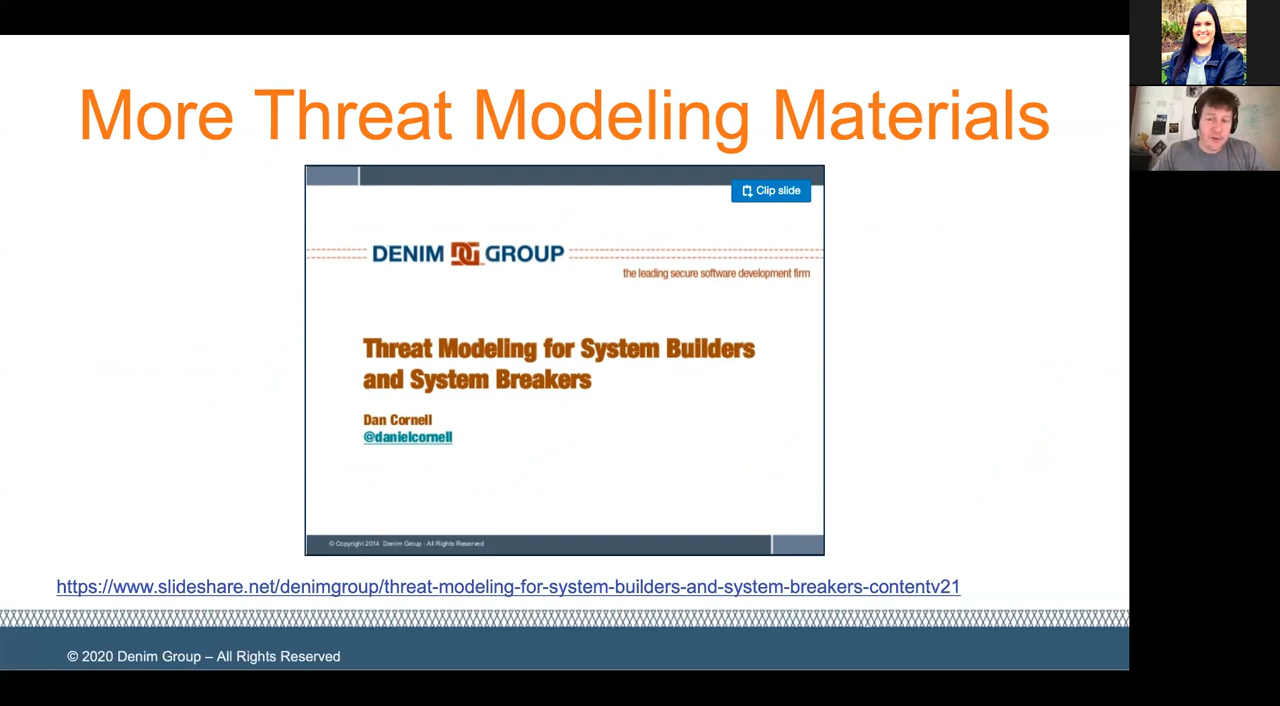 More Threat Modeling Materials
Clip slide
DENIM DG GROUP
the leading secure software development firm
Threat Modeling for System Builders
and System Breakers
Dan Cornell
@danielcornell
© Copyright 2014 Denim Group - All Rights Reserved
https://www.slideshare.net/denimgroup/threat-modeling-for-system-builders-and-system-breakers-contentv21
© 2020 Denim Group – All Rights Reserved